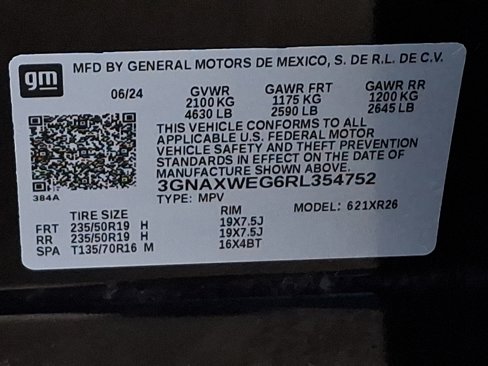 gm
MFD BY GENERAL MOTORS DE MEXICO, S. DE R.L. DE C.V.
06/24 GVWR GAWR FRT GAWR RR
2100 KG 1175 KG 1200 KG
4630 LB 2590 LB 2645 LB
THIS VEHICLE CONFORMS TO ALL
APPLICABLE U.S. FEDERAL MOTOR
VEHICLE SAFETY AND THEFT PREVENTION
STANDARDS IN EFFECT ON THE DATE OF
MANUFACTURE SHOWN ABOVE.
384A
3GNAXWEG6RL354752
TYPE: MPV MODEL: 621XR26
TIRE SIZE RIM
FRT 235/50R19 H 19X7.5J
RR 235/50R19 H 19X7.5J
SPA T135/70R16 M 16X4BT